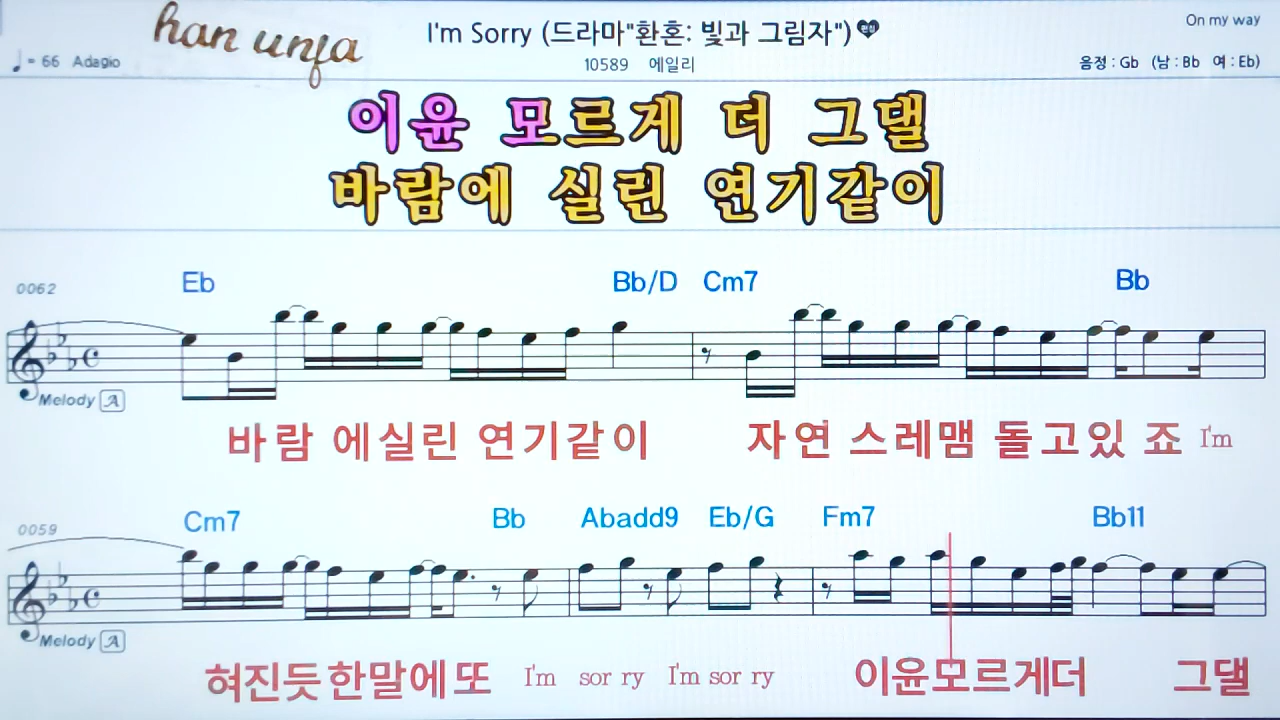 han unfa
I'm Sorry (드라마"환혼: 빛과 그림자")
On my way
♩= 66 Adagio
10589 에일리
음정 : Gb (남 : Bb 여 : Eb)
이윤 모르게 더 그댈
바람에 실린 연기같이
0062
Eb Bb/D Cm7 Bb
Melody A
바람 에실린 연기같이 자연 스레맴 돌고있 죠 I'm
0059
Cm7 Bb Abadd9 Eb/G Fm7 Bb11
Melody A
혀진듯한말에또 I'm sor ry I'm sor ry 이윤모르게더 그댈